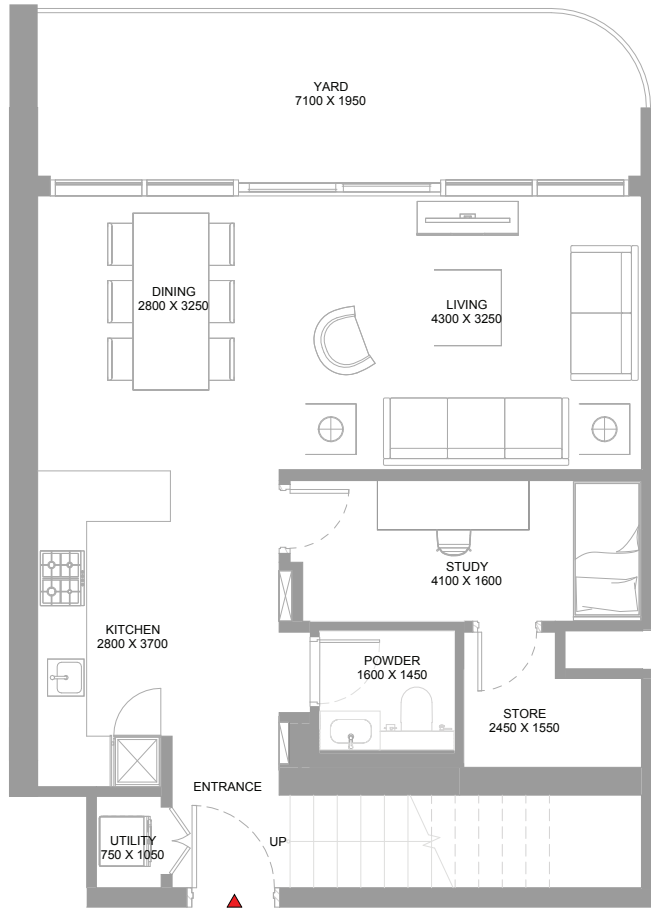 YARD
7100 X 1950
DINING
2800 X 3250
LIVING
4300 X 3250
STUDY
4100 X 1600
KITCHEN
2800 X 3700
POWDER
1600 X 1450
STORE
2450 X 1550
ENTRANCE
UTILITY
750 X 1050
UP